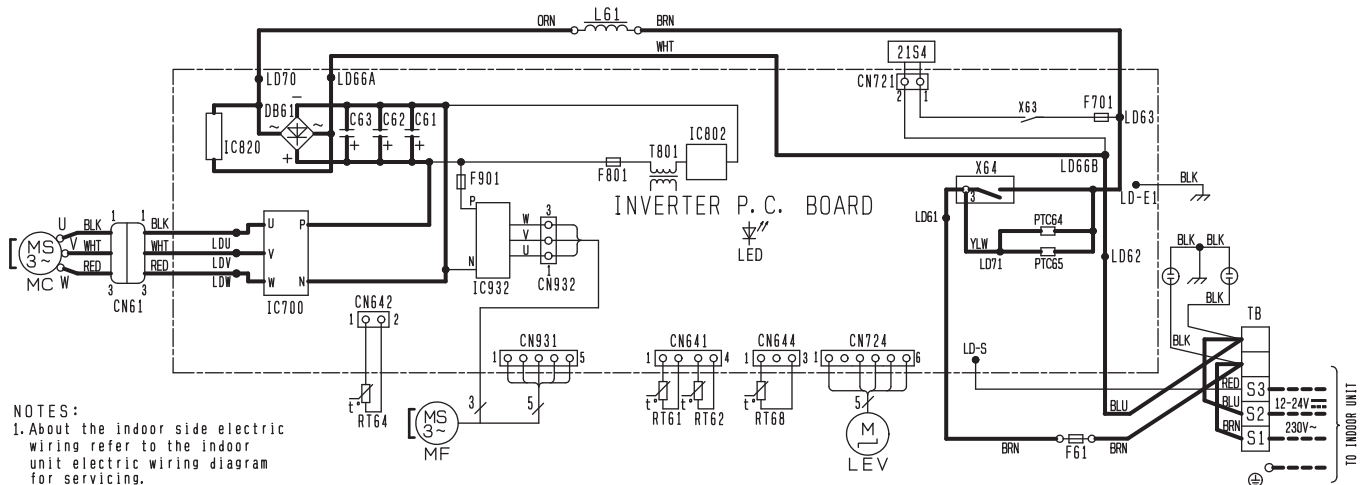 L61
ORN
BRN
WHT
21S4
LD70
LD66A
CN721
2
1
X63
F701
LD63
DB61
−
~
~
+
C63
C62
C61
+
+
+
IC820
IC802
T801
F801
F901
LD66B
X64
3
BLK
LD-E1
INVERTER P. C. BOARD
LED
LD61
PTC64
YLW
LD71
PTC65
LD62
U
BLK
1
1
BLK
LDU
U
P
MS
3~
V
WHT
WHT
LDV
V
RED
RED
LDW
W
N
MC
W
3
3
CN61
IC700
P
W
3
V
U
N
1
IC932
CN932
BLK
BLK
BLK
TB
BLK
CN642
1
2
CN931
1
5
CN641
1
4
CN644
1
3
CN724
1
6
LD-S
t°
RT64
3
5
t°
RT61
t°
RT62
t°
RT68
5
MS
3~
MF
M
LEV
RED
S3
BLU
BLU
S2
12-24V
BRN
S1
230V~
BRN
F61
BRN
TO INDOOR UNIT
NOTES:
1. About the indoor side electric
wiring refer to the indoor
unit electric wiring diagram
for servicing.